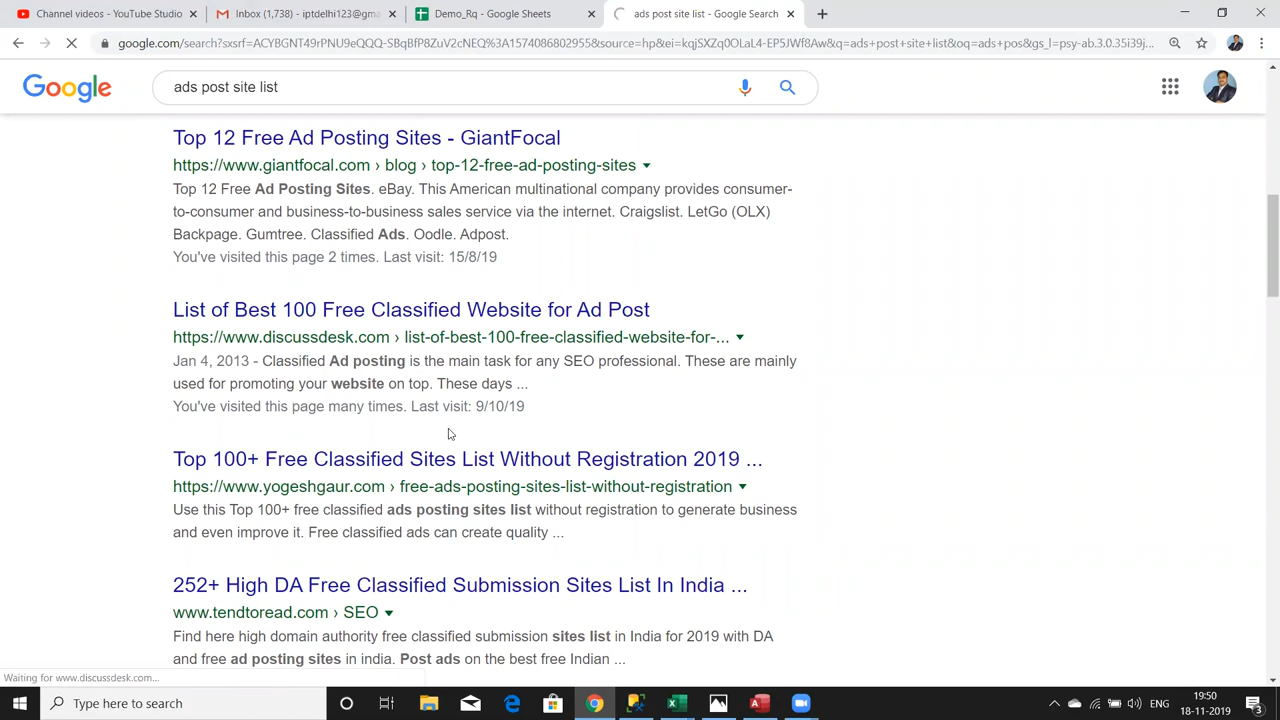 Channel videos - YouTube Studio
Inbox (1,738) - iptdelhi123@gm
Demo_Rq - Google Sheets
ads post site list - Google Search
google.com/search?sxsrf=ACYBGNT49rPNU9eQQQ-SBqBfP8ZuV2cNEQ%3A1574086802955&source=hp&ei=kqjSXZq0OLaL4-EP5JWf8Aw&q=ads+post+site+list&oq=ads+pos&gs_l=psy-ab.3.0.35i39j...
Google
ads post site list
Top 12 Free Ad Posting Sites - GiantFocal
https://www.giantfocal.com › blog › top-12-free-ad-posting-sites
Top 12 Free Ad Posting Sites. eBay. This American multinational company provides consumer-
to-consumer and business-to-business sales service via the internet. Craigslist. LetGo (OLX)
Backpage. Gumtree. Classified Ads. Oodle. Adpost.
You've visited this page 2 times. Last visit: 15/8/19
List of Best 100 Free Classified Website for Ad Post
https://www.discussdesk.com › list-of-best-100-free-classified-website-for-...
Jan 4, 2013 - Classified Ad posting is the main task for any SEO professional. These are mainly
used for promoting your website on top. These days ...
You've visited this page many times. Last visit: 9/10/19
Top 100+ Free Classified Sites List Without Registration 2019 ...
https://www.yogeshgaur.com › free-ads-posting-sites-list-without-registration
Use this Top 100+ free classified ads posting sites list without registration to generate business
and even improve it. Free classified ads can create quality ...
252+ High DA Free Classified Submission Sites List In India ...
www.tendtoread.com › SEO
Find here high domain authority free classified submission sites list in India for 2019 with DA
and free ad posting sites in india. Post ads on the best free Indian ...
Waiting for www.discussdesk.com...
Type here to search
ENG
19:50
18-11-2019
3